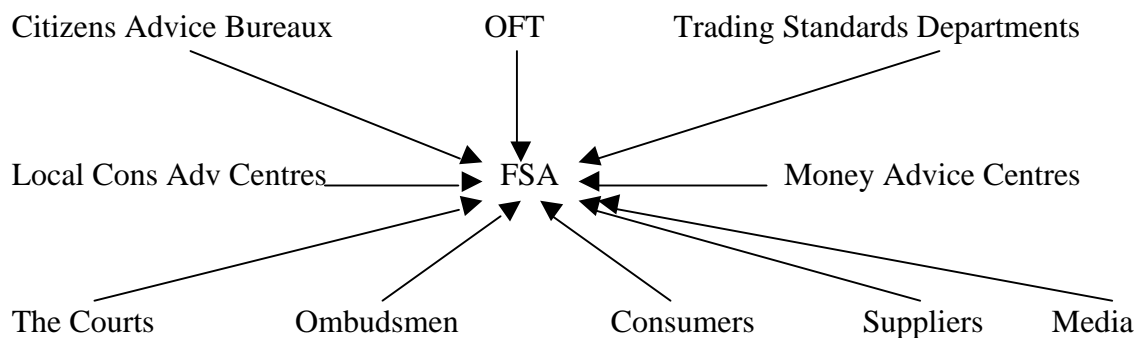 Citizens Advice Bureaux OFT Trading Standards Departments
Local Cons Adv Centres FSA Money Advice Centres
The Courts Ombudsmen Consumers Suppliers Media